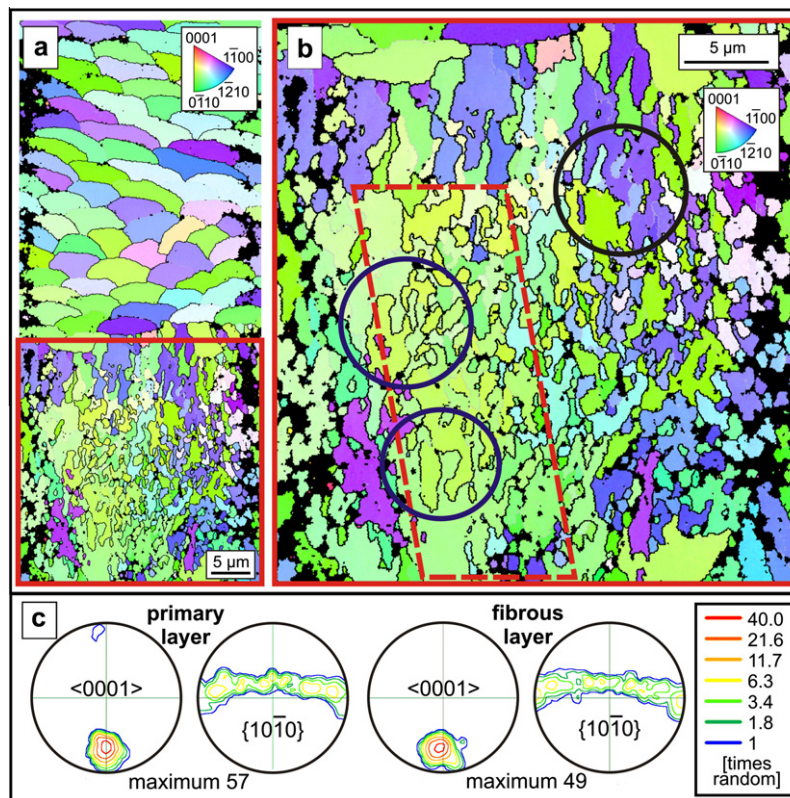 a
0001
11̅00
01̅10
12̅10
5 µm
b
5 µm
0001
11̅00
01̅10
12̅10
c
primary
layer
fibrous
layer
<0001>
{101̅0}
<0001>
{101̅0}
maximum 57
maximum 49
40.0
21.6
11.7
6.3
3.4
1.8
1
[times
random]